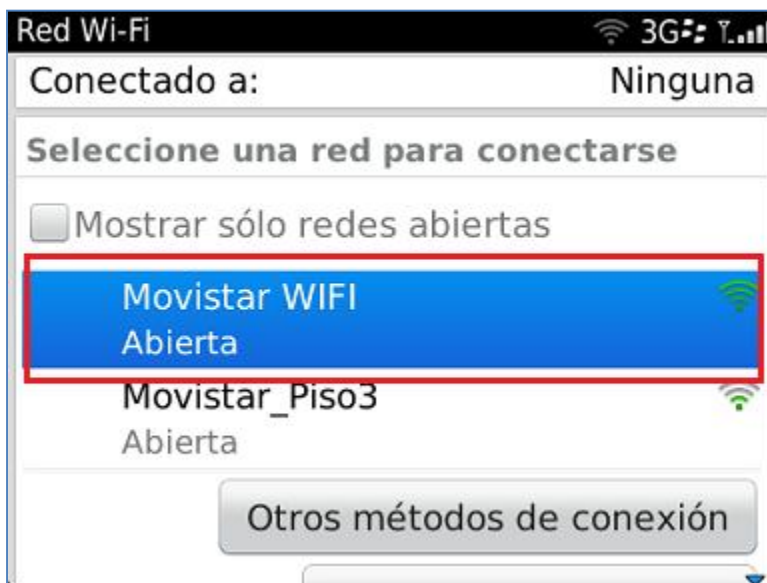 Red Wi-Fi 3G
Conectado a: Ninguna
Seleccione una red para conectarse
Mostrar sólo redes abiertas
Movistar WIFI
Abierta
Movistar_Piso3
Abierta
Otros métodos de conexión